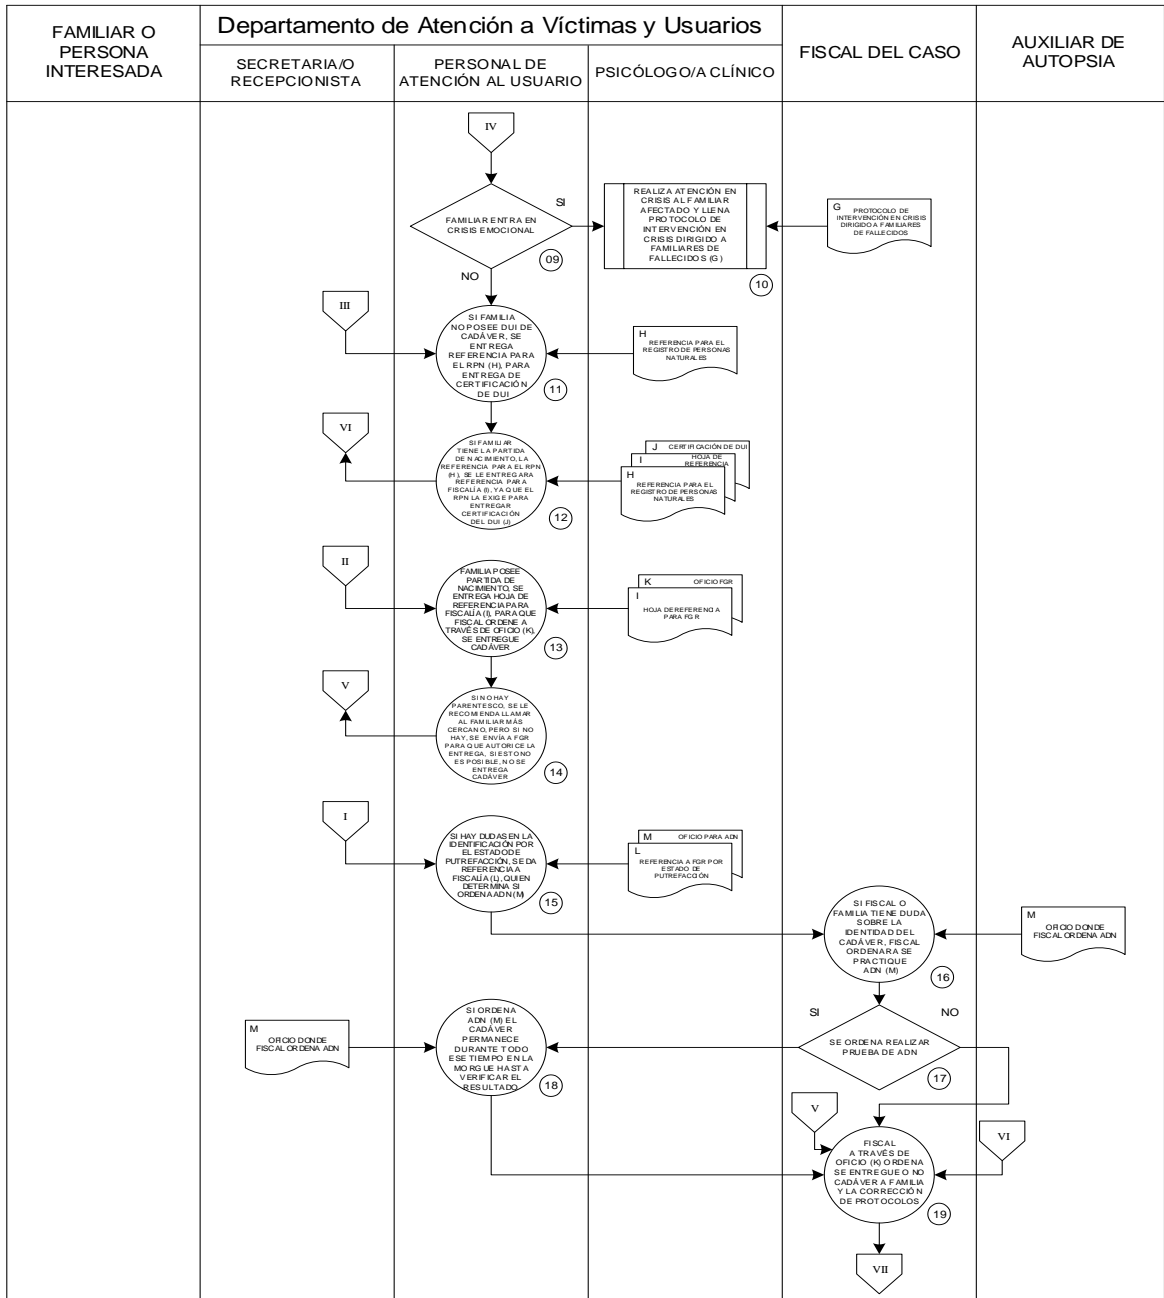 FAMILIAR O
PERSONA
INTERESADA
Departamento de Atención a Víctimas y Usuarios
SECRETARIA/O
RECEPCIONISTA
PERSONAL DE
ATENCIÓN AL USUARIO
PSICÓLOGO/A CLÍNICO
FISCAL DEL CASO
AUXILIAR DE
AUTOPSIA
IV
FAMILIAR ENTRA EN
CRISIS EMOCIONAL
SI
NO
09
REALIZA ATENCIÓN EN
CRISIS AL FAMILIAR
AFECTADO Y LLENA
PROTOCOLO DE
INTERVENCIÓN EN
CRISIS DIRIGIDO A
FAMILIARES DE
FALLECIDOS (G)
10
G
PROTOCOLO DE
INTERVENCIÓN EN CRISIS
DIRIGIDO A FAMILIARES
DE FALLECIDOS
III
SI FAMILIA
NO POSEE DUI DE
CADÁVER, SE
ENTREGA
REFERENCIA PARA
EL RPN (H), PARA
ENTREGA DE
CERTIFICACIÓN
DE DUI
11
H
REFERENCIA PARA EL
REGISTRO DE PERSONAS
NATURALES
VI
SI FAMILIAR
TIENE LA PARTIDA
DE NACIMIENTO, LA
REFERENCIA PARA EL RPN
(H), SE LE ENTREGARA
REFERENCIA PARA
FISCALÍA (I), YA QUE EL
RPN LA EXIGE PARA
ENTREGAR
CERTIFICACIÓN
DEL DUI (J)
12
J CERTIFICACIÓN DE DUI
I HOJA DE
REFERENCIA
H
REFERENCIA PARA EL
REGISTRO DE PERSONAS
NATURALES
II
FAMILIA POSEE
PARTIDA DE
NACIMIENTO, SE
ENTREGA HOJA DE
REFERENCIA PARA
FISCALÍA (I), PARA QUE
FISCAL ORDENE A
TRAVÉS DE OFICIO (K),
SE ENTREGUE
CADÁVER
13
K OFICIO FGR
I
HOJA DE REFERENCIA
PARA FGR
V
SI NO HAY
PARENTESCO, SE LE
RECOMIENDA LLAMAR
AL FAMILIAR MÁS
CERCANO, PERO SI NO
HAY, SE ENVÍA A FGR
PARA QUE AUTORICE LA
ENTREGA, SI ESTO NO
ES POSIBLE, NO SE
ENTREGA
CADÁVER
14
I
SI HAY DUDAS EN LA
IDENTIFICACIÓN POR
EL ESTADO DE
PUTREFACCIÓN, SE DA
REFERENCIA A
FISCALÍA (L), QUIEN
DETERMINA SI
ORDENA ADN (M)
15
M OFICIO PARA ADN
L
REFERENCIA A FGR POR
ESTADO DE
PUTREFACCIÓN
SI FISCAL O
FAMILIA TIENE DUDA
SOBRE LA
IDENTIDAD DEL
CADÁVER, FISCAL
ORDENARA SE
PRACTIQUE
ADN (M)
16
M
OFICIO DONDE
FISCAL ORDENA ADN
SI
NO
SE ORDENA REALIZAR
PRUEBA DE ADN
17
M
OFICIO DONDE
FISCAL ORDENA ADN
SI ORDENA
ADN (M) EL
CADÁVER
PERMANECE
DURANTE TODO
ESE TIEMPO EN LA
MORGUE HASTA
VERIFICAR EL
RESULTADO
18
V
VI
FISCAL
A TRAVÉS DE
OFICIO (K) ORDENA
SE ENTREGUE O NO
CADÁVER A FAMILIA
Y LA CORRECCIÓN
DE PROTOCOLOS
19
VII